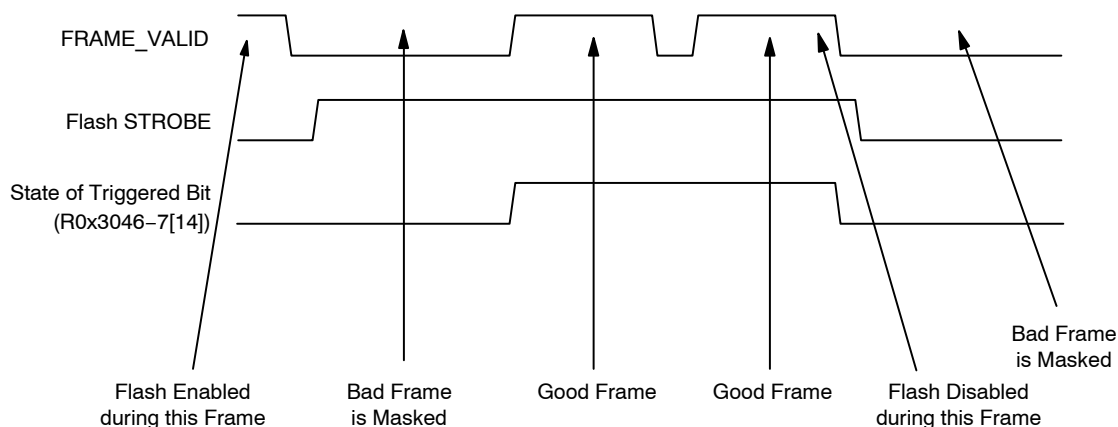 FRAME_VALID
Flash STROBE
State of Triggered Bit
(R0x3046−7[14])
Bad Frame
is Masked
Flash Enabled
during this Frame
Bad Frame
is Masked
Good Frame
Good Frame
Flash Disabled
during this Frame